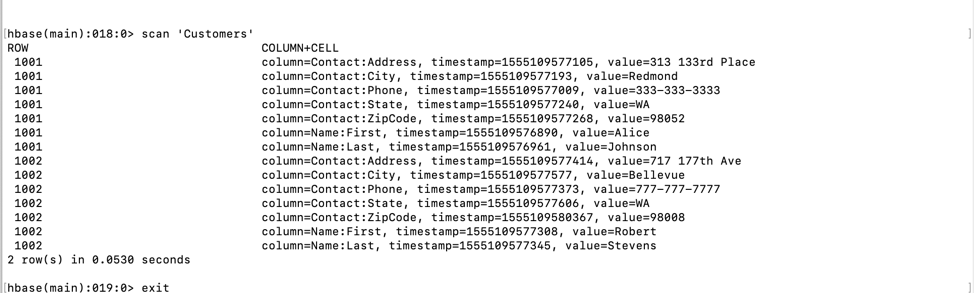 [hbase(main):018:0> scan 'Customers' ]
ROW COLUMN+CELL
1001 column=Contact:Address, timestamp=1555109577105, value=313 133rd Place
1001 column=Contact:City, timestamp=1555109577193, value=Redmond
1001 column=Contact:Phone, timestamp=1555109577009, value=333-333-3333
1001 column=Contact:State, timestamp=1555109577240, value=WA
1001 column=Contact:ZipCode, timestamp=1555109577268, value=98052
1001 column=Name:First, timestamp=1555109576890, value=Alice
1001 column=Name:Last, timestamp=1555109576961, value=Johnson
1002 column=Contact:Address, timestamp=1555109577414, value=717 177th Ave
1002 column=Contact:City, timestamp=1555109577577, value=Bellevue
1002 column=Contact:Phone, timestamp=1555109577373, value=777-777-7777
1002 column=Contact:State, timestamp=1555109577606, value=WA
1002 column=Contact:ZipCode, timestamp=1555109580367, value=98008
1002 column=Name:First, timestamp=1555109577308, value=Robert
1002 column=Name:Last, timestamp=1555109577345, value=Stevens
2 row(s) in 0.0530 seconds
[hbase(main):019:0> exit ]